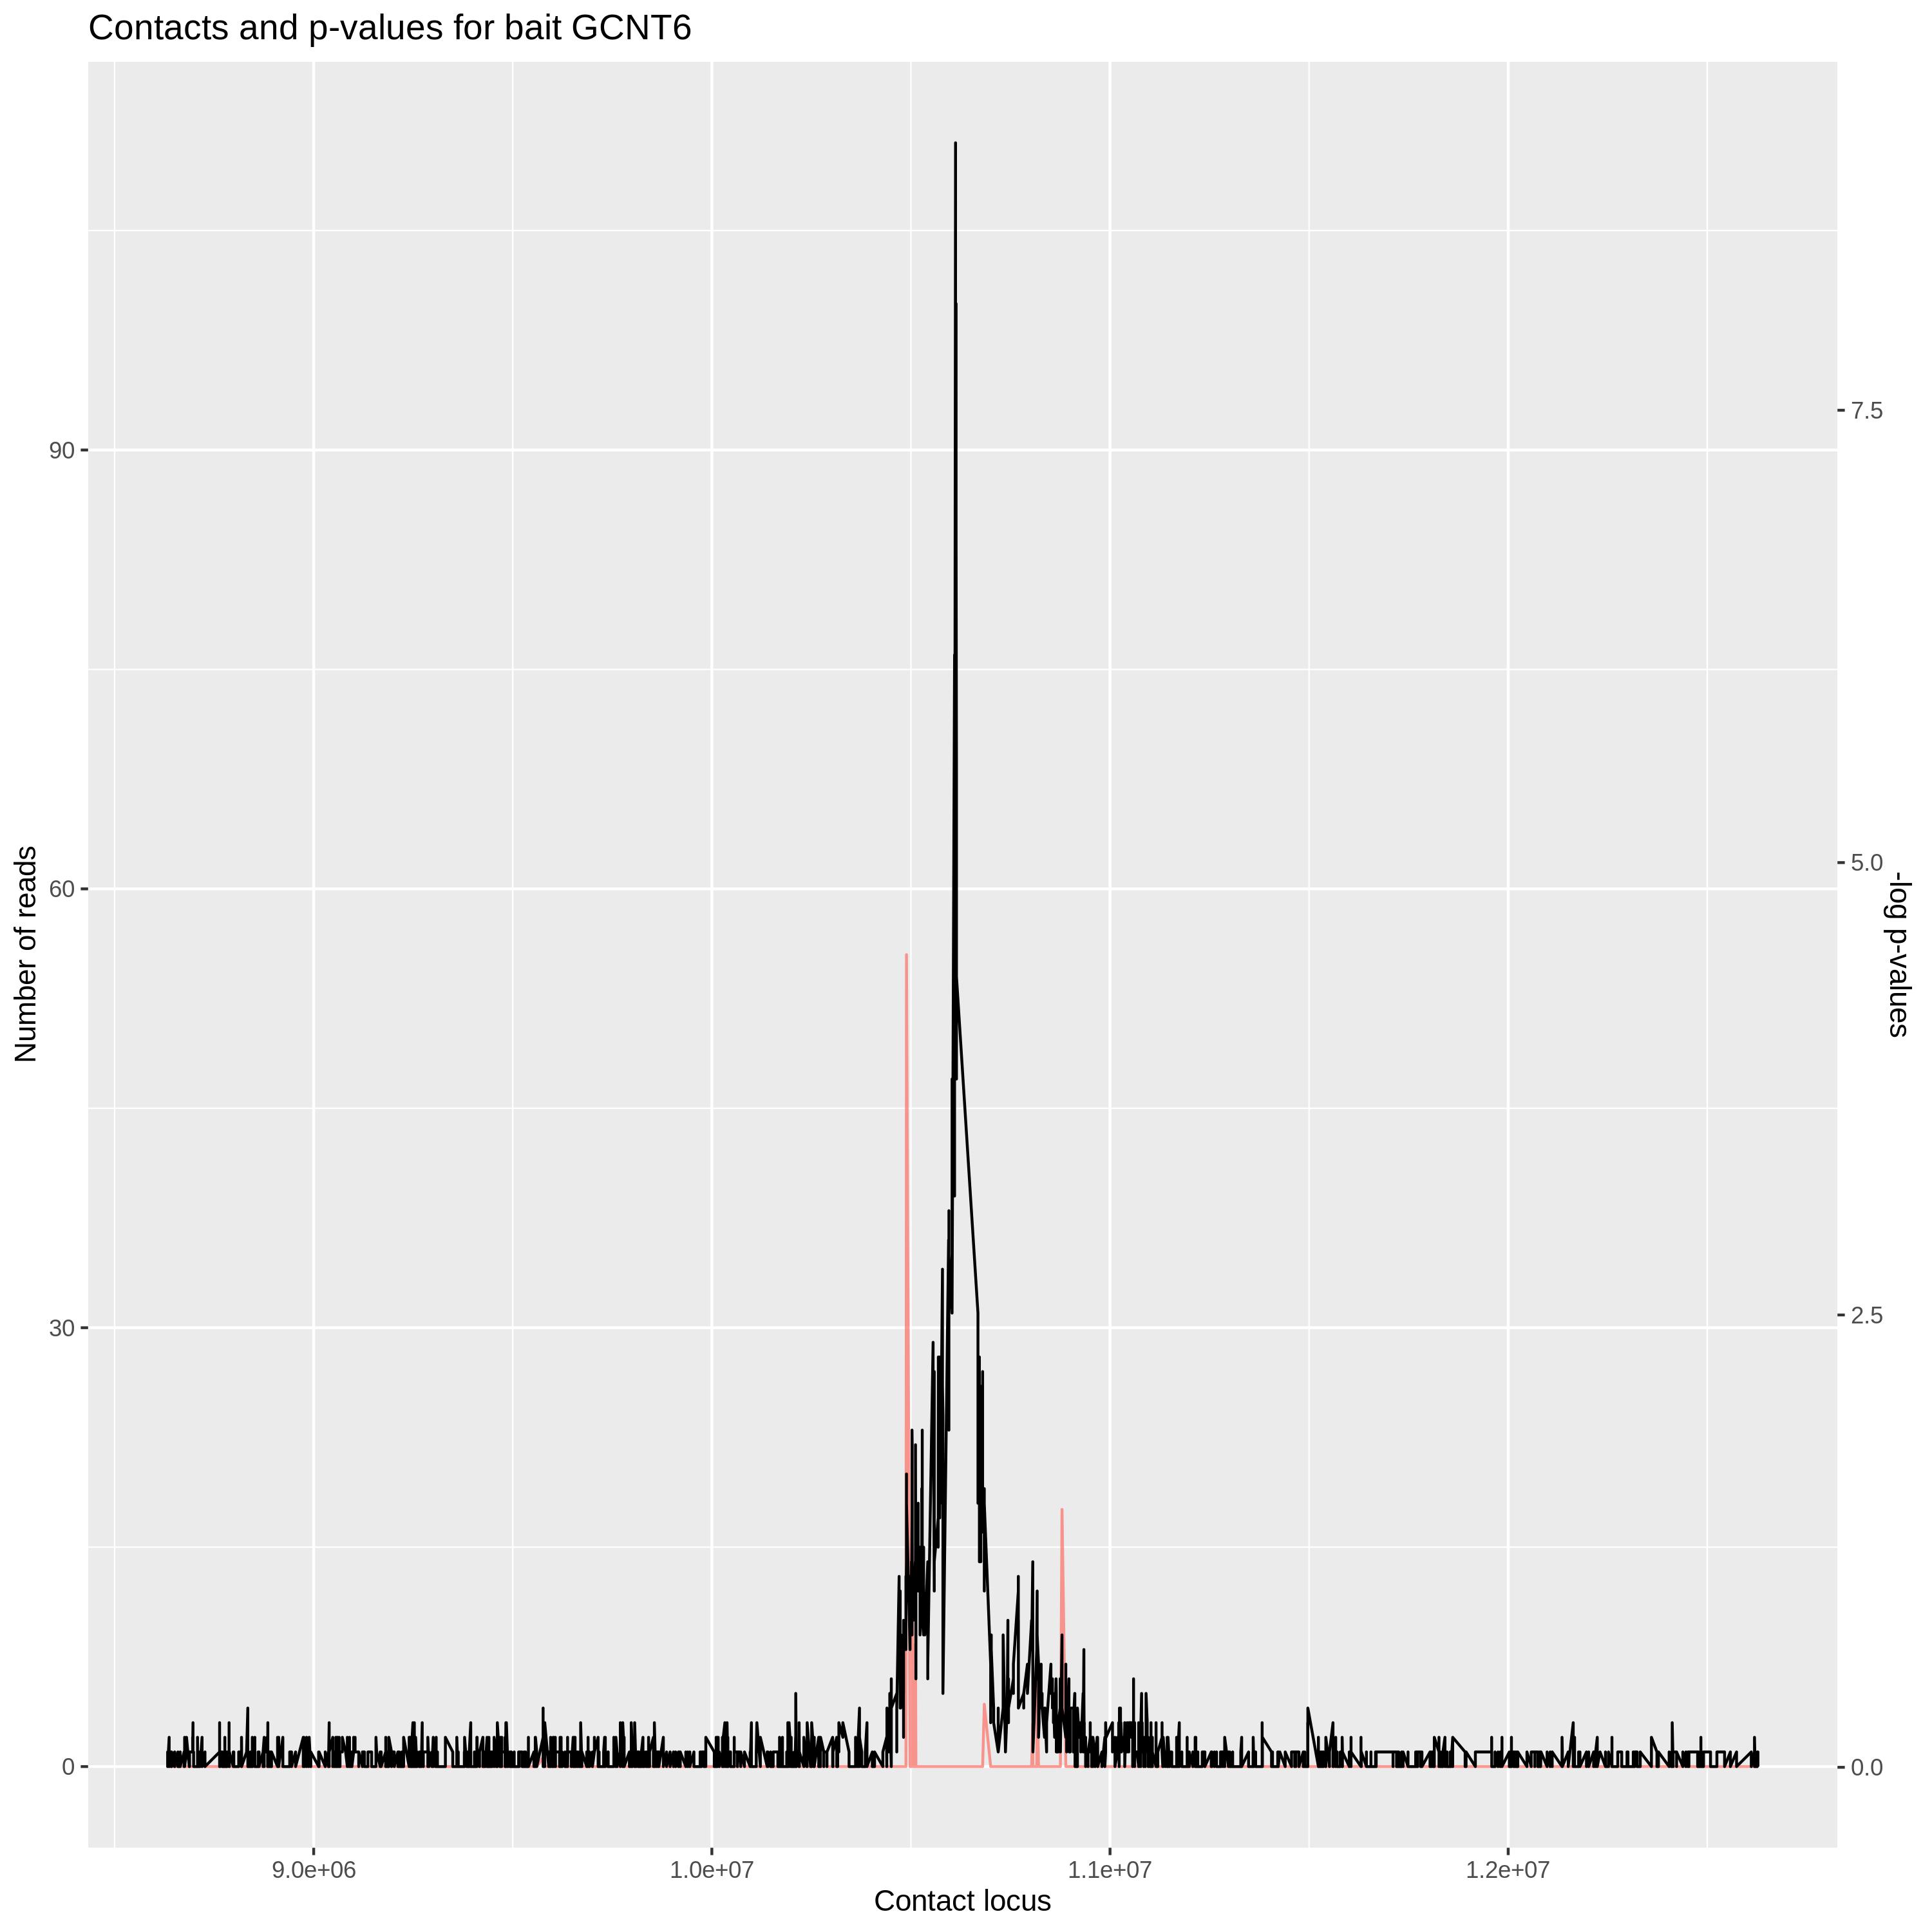 Contacts and p-values for bait GCNT6
Number of reads
90
60
30
0
7.5
5.0
2.5
0.0
-log p-values
9.0e+06
1.0e+07
1.1e+07
1.2e+07
Contact locus